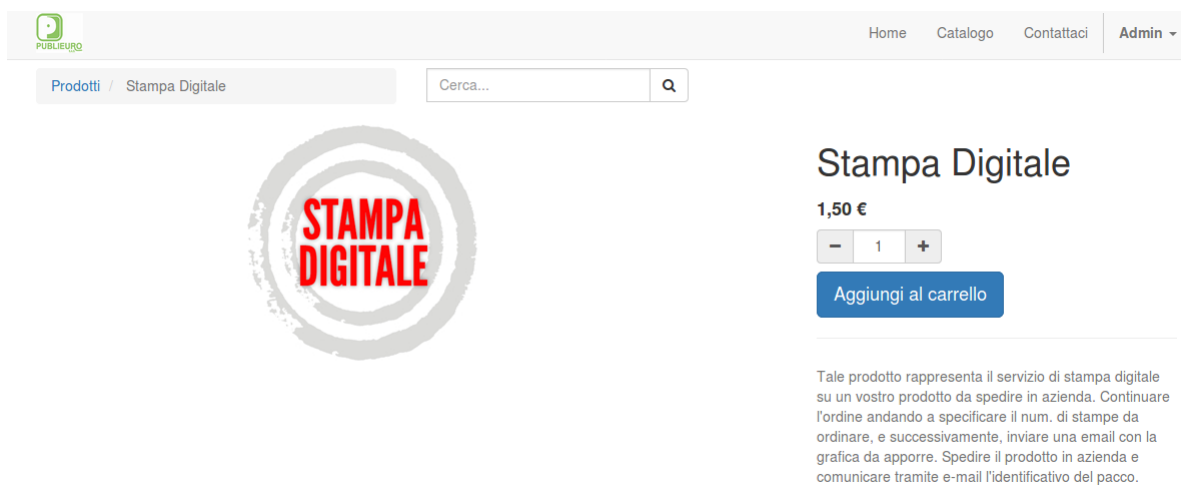 PUBLIEURO
Home Catalogo Contattaci Admin
Prodotti / Stampa Digitale
Cerca...
STAMPA
DIGITALE
Stampa Digitale
1,50 €
− 1 +
Aggiungi al carrello
Tale prodotto rappresenta il servizio di stampa digitale
su un vostro prodotto da spedire in azienda. Continuare
l'ordine andando a specificare il num. di stampe da
ordinare, e successivamente, inviare una email con la
grafica da apporre. Spedire il prodotto in azienda e
comunicare tramite e-mail l'identificativo del pacco.